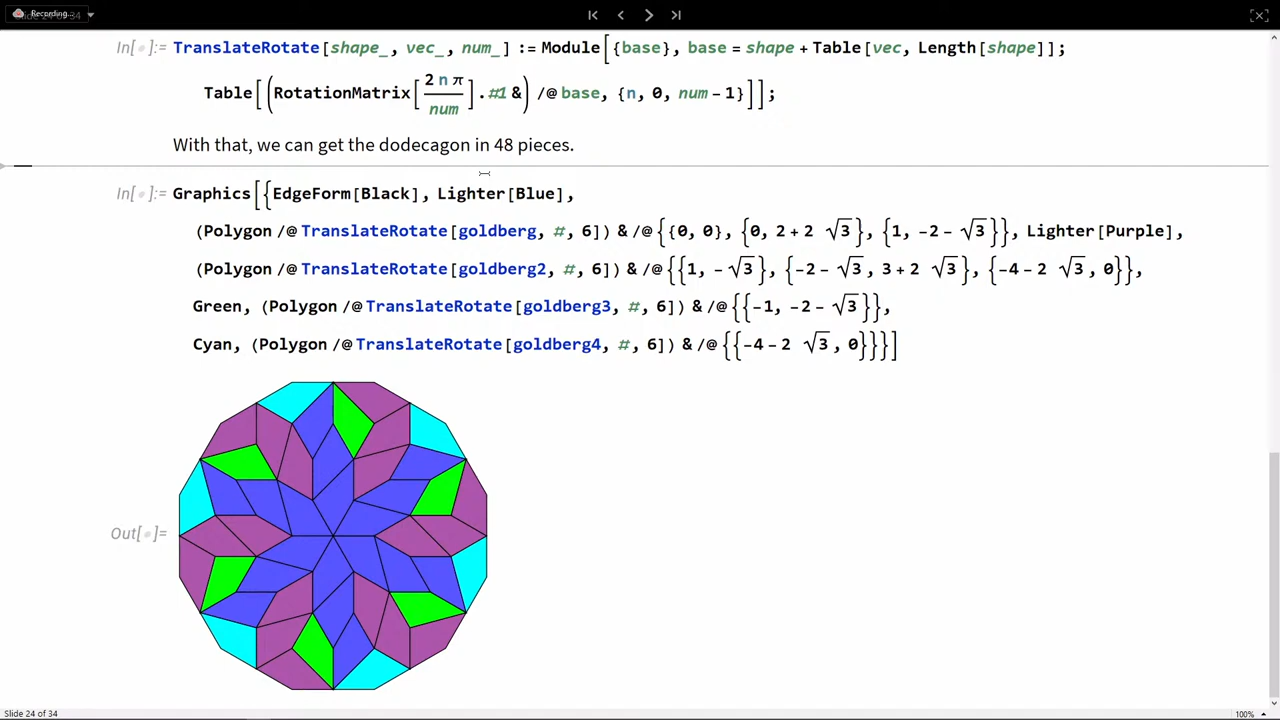 Recording...
Slide 24 of 34
In[•]:= TranslateRotate[shape_, vec_, num_] := Module[{base}, base = shape + Table[vec, Length[shape]];
Table[(RotationMatrix[2 n π/num].#1 &) /@ base, {n, 0, num - 1}]];
With that, we can get the dodecagon in 48 pieces.
In[•]:= Graphics[{EdgeForm[Black], Lighter[Blue],
(Polygon /@ TranslateRotate[goldberg, #, 6]) & /@ {{0, 0}, {0, 2 + 2 √3}, {1, -2 - √3}}, Lighter[Purple],
(Polygon /@ TranslateRotate[goldberg2, #, 6]) & /@ {{1, -√3}, {-2 - √3, 3 + 2 √3}, {-4 - 2 √3, 0}},
Green, (Polygon /@ TranslateRotate[goldberg3, #, 6]) & /@ {{-1, -2 - √3}},
Cyan, (Polygon /@ TranslateRotate[goldberg4, #, 6]) & /@ {{-4 - 2 √3, 0}}}]
Out[•]=
Slide 24 of 34
100%